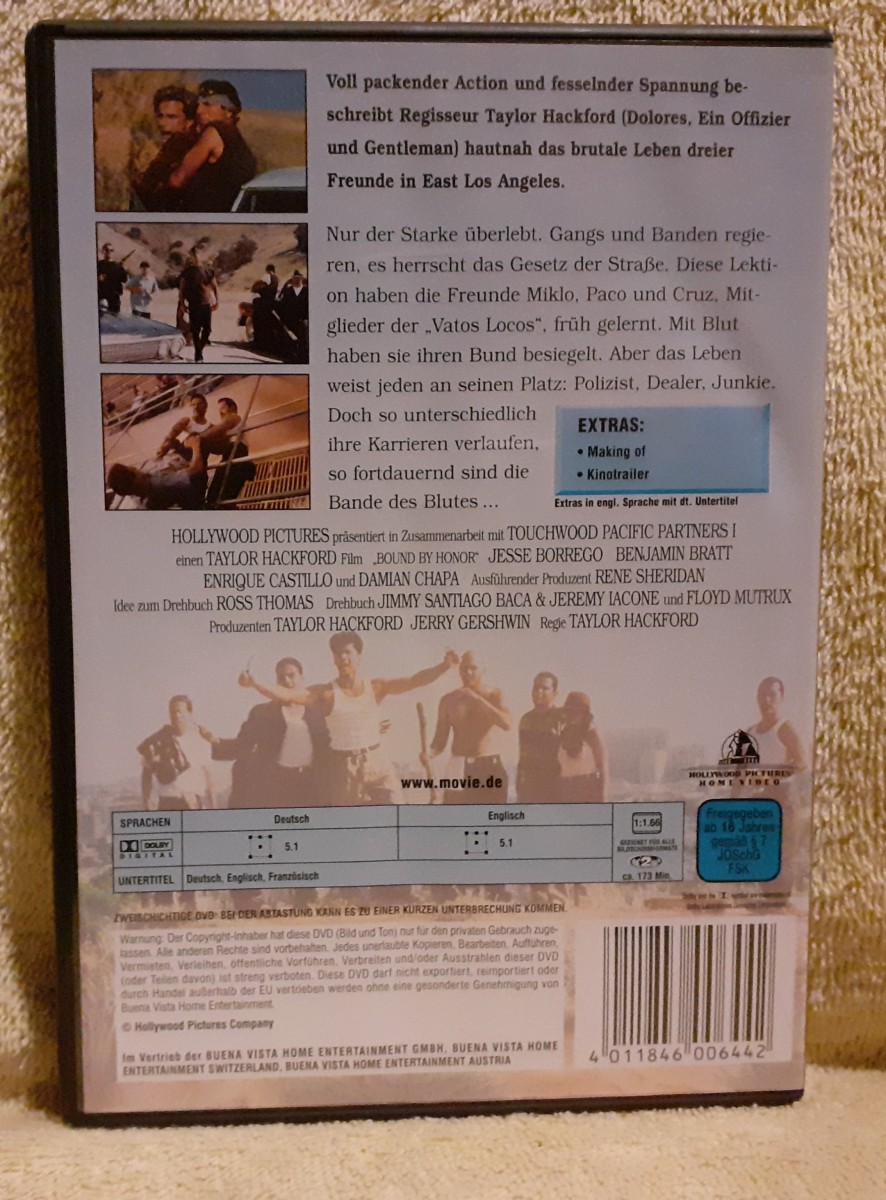 Voll packender Action und fesselnder Spannung be-
schreibt Regisseur Taylor Hackford (Dolores, Ein Offizier
und Gentleman) hautnah das brutale Leben dreier
Freunde in East Los Angeles.
Nur der Starke überlebt. Gangs und Banden regie-
ren, es herrscht das Gesetz der Straße. Diese Lekti-
on haben die Freunde Miklo, Paco und Cruz, Mit-
glieder der „Vatos Locos“, früh gelernt. Mit Blut
haben sie ihren Bund besiegelt. Aber das Leben
weist jeden an seinen Platz: Polizist, Dealer, Junkie.
Doch so unterschiedlich
ihre Karrieren verlaufen,
so fortdauernd sind die
Bande des Blutes ...
EXTRAS:
• Making of
• Kinotrailer
Extras in engl. Sprache mit dt. Untertitel
HOLLYWOOD PICTURES präsentiert in Zusammenarbeit mit TOUCHWOOD PACIFIC PARTNERS I
einen TAYLOR HACKFORD Film „BOUND BY HONOR“ JESSE BORREGO BENJAMIN BRATT
ENRIQUE CASTILLO und DAMIAN CHAPA Ausführender Produzent RENE SHERIDAN
Idee zum Drehbuch ROSS THOMAS Drehbuch JIMMY SANTIAGO BACA & JEREMY IACONE und FLOYD MUTRUX
Produzenten TAYLOR HACKFORD JERRY GERSHWIN Regie TAYLOR HACKFORD
www.movie.de
HOLLYWOOD PICTURES
HOME VIDEO
SPRACHEN Deutsch Englisch
DOLBY DIGITAL 5.1 5.1
UNTERTITEL Deutsch, Englisch, Französisch
1:1.66
GEEIGNET FÜR ALLE
BILDSCHIRMFORMATE
2
ca. 173 Min.
Freigegeben
ab 16 Jahren
gemäß § 7
JÖSchG
FSK
ZWEISCHICHTIGE DVD: BEI DER ABTASTUNG KANN ES ZU EINER KURZEN UNTERBRECHUNG KOMMEN.
Warnung: Der Copyright-Inhaber hat diese DVD (Bild und Ton) nur für den privaten Gebrauch zuge-
lassen. Alle anderen Rechte sind vorbehalten. Jedes unerlaubte Kopieren, Bearbeiten, Aufführen,
Vermieten, Verleihen, öffentliche Vorführen, Verbreiten und/oder Ausstrahlen dieser DVD
(oder Teilen davon) ist streng verboten. Diese DVD darf nicht exportiert, reimportiert oder
durch Handel außerhalb der EU vertrieben werden ohne eine gesonderte Genehmigung von
Buena Vista Home Entertainment.
© Hollywood Pictures Company
Im Vertrieb der BUENA VISTA HOME ENTERTAINMENT GMBH, BUENA VISTA HOME
ENTERTAINMENT SWITZERLAND, BUENA VISTA HOME ENTERTAINMENT AUSTRIA
4 011846 006442